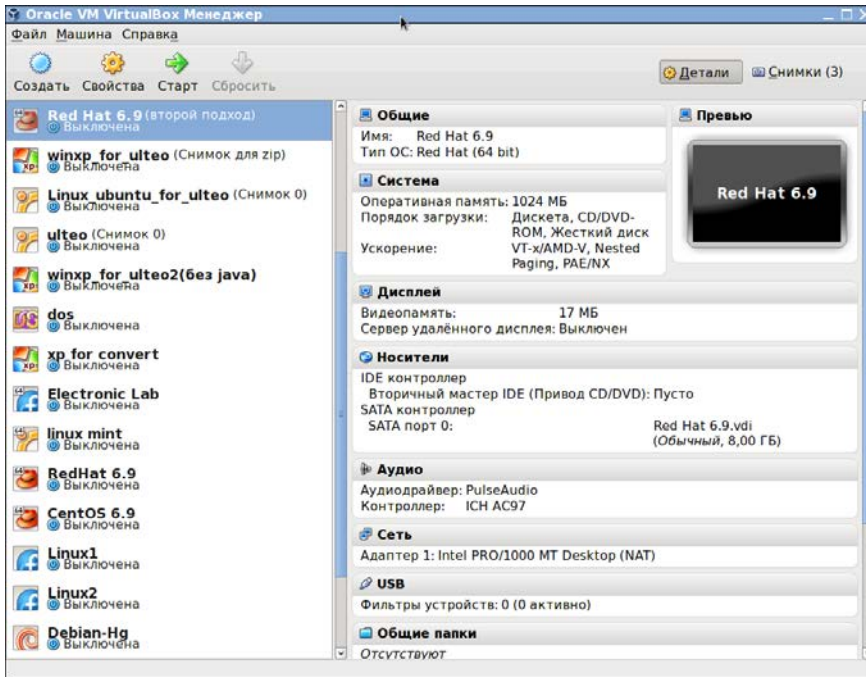 Oracle VM VirtualBox Менеджер
Файл Машина Справка
Создать Свойства Старт Сбросить
Детали Снимки (3)
Red Hat 6.9 (второй подход)
Выключена
winxp_for_ulteo (Снимок для zip)
Выключена
Linux_ubuntu_for_ulteo (Снимок 0)
Выключена
ulteo (Снимок 0)
Выключена
winxp_for_ulteo2(без java)
Выключена
dos
Выключена
xp for convert
Выключена
Electronic Lab
Выключена
linux mint
Выключена
RedHat 6.9
Выключена
CentOS 6.9
Выключена
Linux1
Выключена
Linux2
Выключена
Debian-Hg
Выключена
Общие
Имя: Red Hat 6.9
Тип ОС: Red Hat (64 bit)
Система
Оперативная память: 1024 МБ
Порядок загрузки: Дискета, CD/DVD-
ROM, Жесткий диск
Ускорение: VT-x/AMD-V, Nested
Paging, PAE/NX
Превью
Red Hat 6.9
Дисплей
Видеопамять: 17 МБ
Сервер удалённого дисплея: Выключен
Носители
IDE контроллер
Вторичный мастер IDE (Привод CD/DVD): Пусто
SATA контроллер
SATA порт 0: Red Hat 6.9.vdi
(Обычный, 8,00 ГБ)
Аудио
Аудиодрайвер: PulseAudio
Контроллер: ICH AC97
Сеть
Адаптер 1: Intel PRO/1000 MT Desktop (NAT)
USB
Фильтры устройств: 0 (0 активно)
Общие папки
Отсутствуют